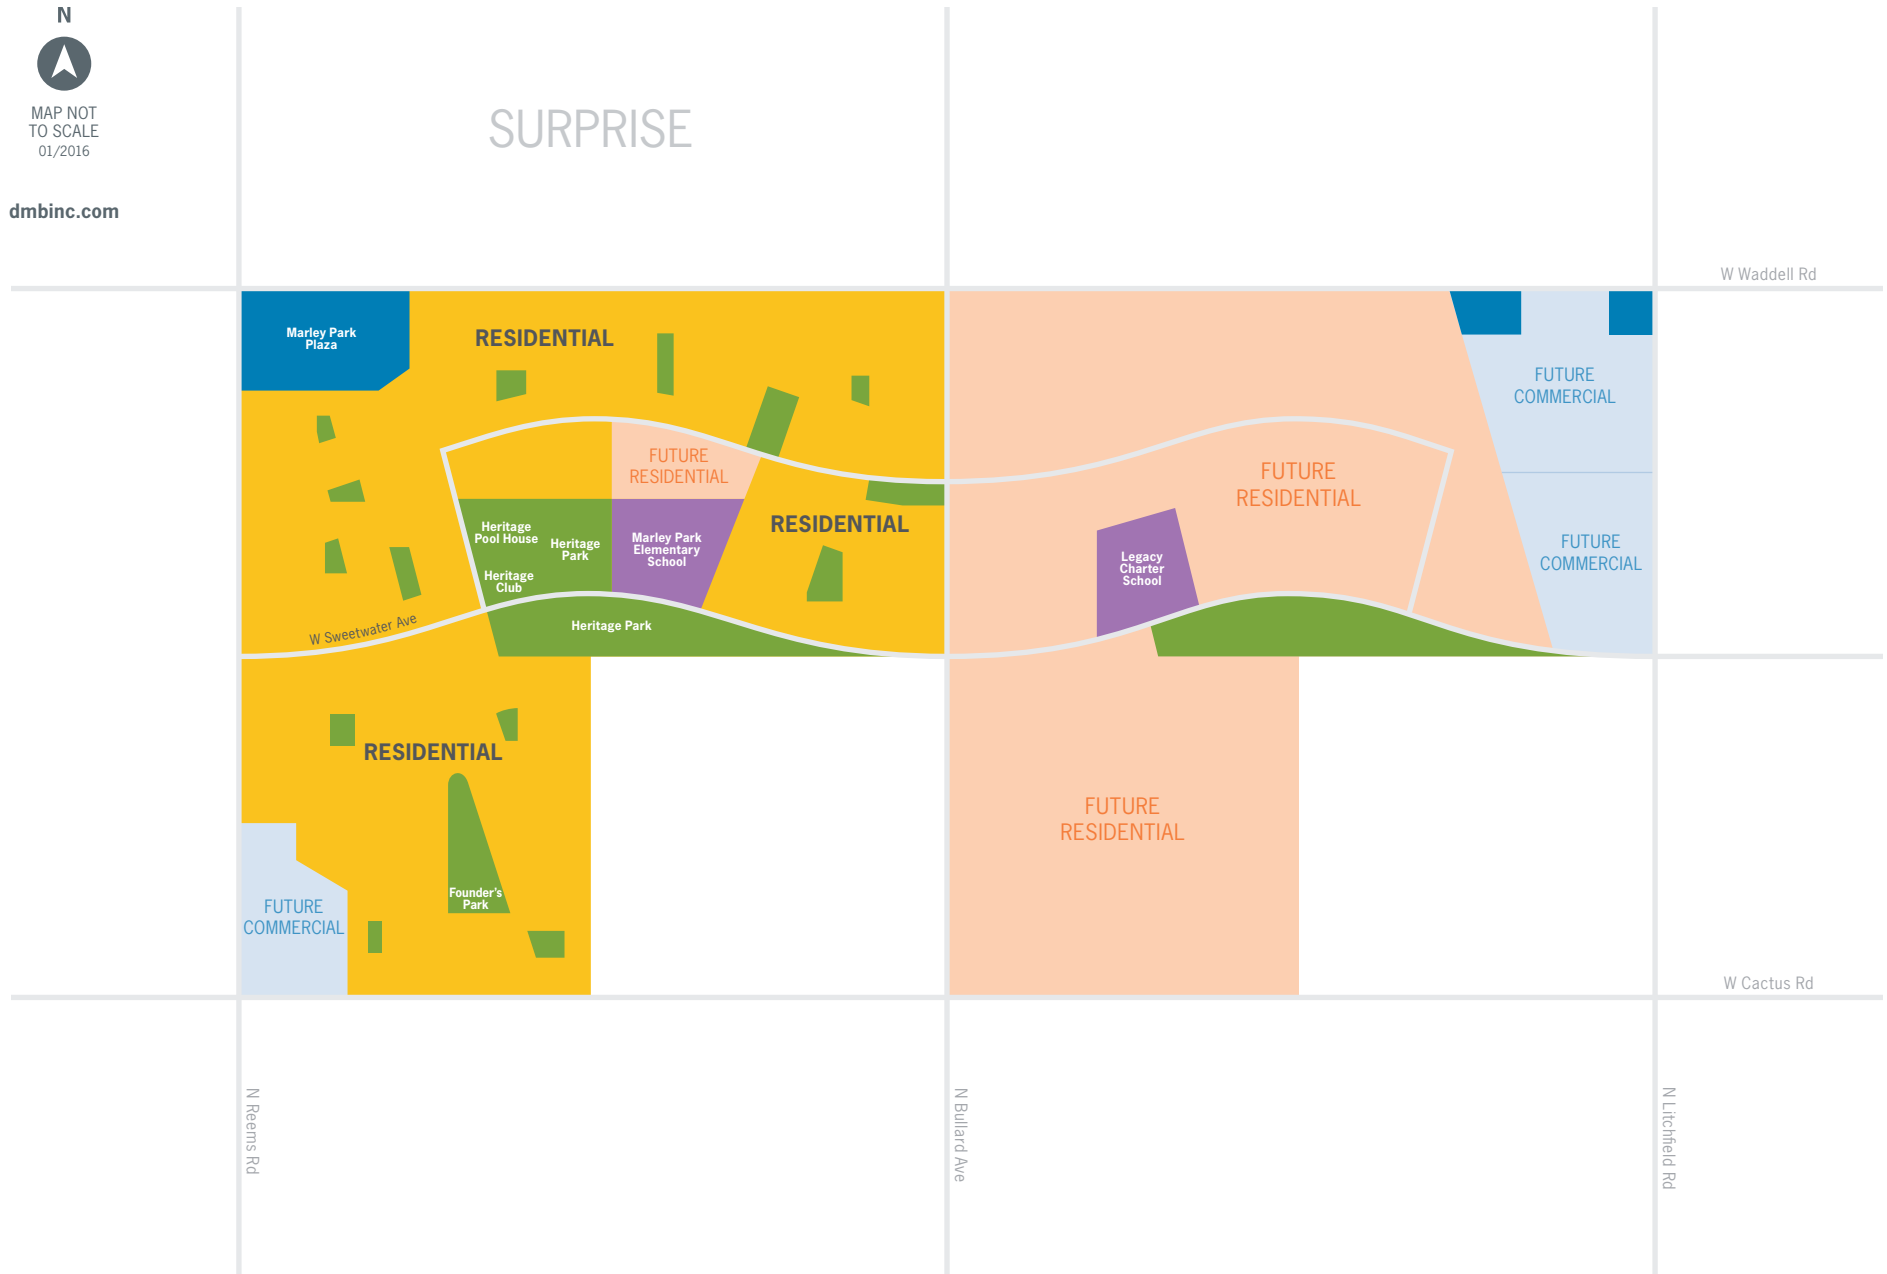 N
MAP NOT
TO SCALE
01/2016
dmbinc.com
SURPRISE
W Waddell Rd
Marley Park
Plaza
RESIDENTIAL
FUTURE
COMMERCIAL
FUTURE
RESIDENTIAL
FUTURE
RESIDENTIAL
Heritage
Pool House
Heritage
Park
Heritage
Club
Marley Park
Elementary
School
RESIDENTIAL
Legacy
Charter
School
FUTURE
COMMERCIAL
W Sweetwater Ave
Heritage Park
RESIDENTIAL
FUTURE
RESIDENTIAL
Founder's
Park
FUTURE
COMMERCIAL
W Cactus Rd
N Reems Rd
N Bullard Ave
N Litchfield Rd